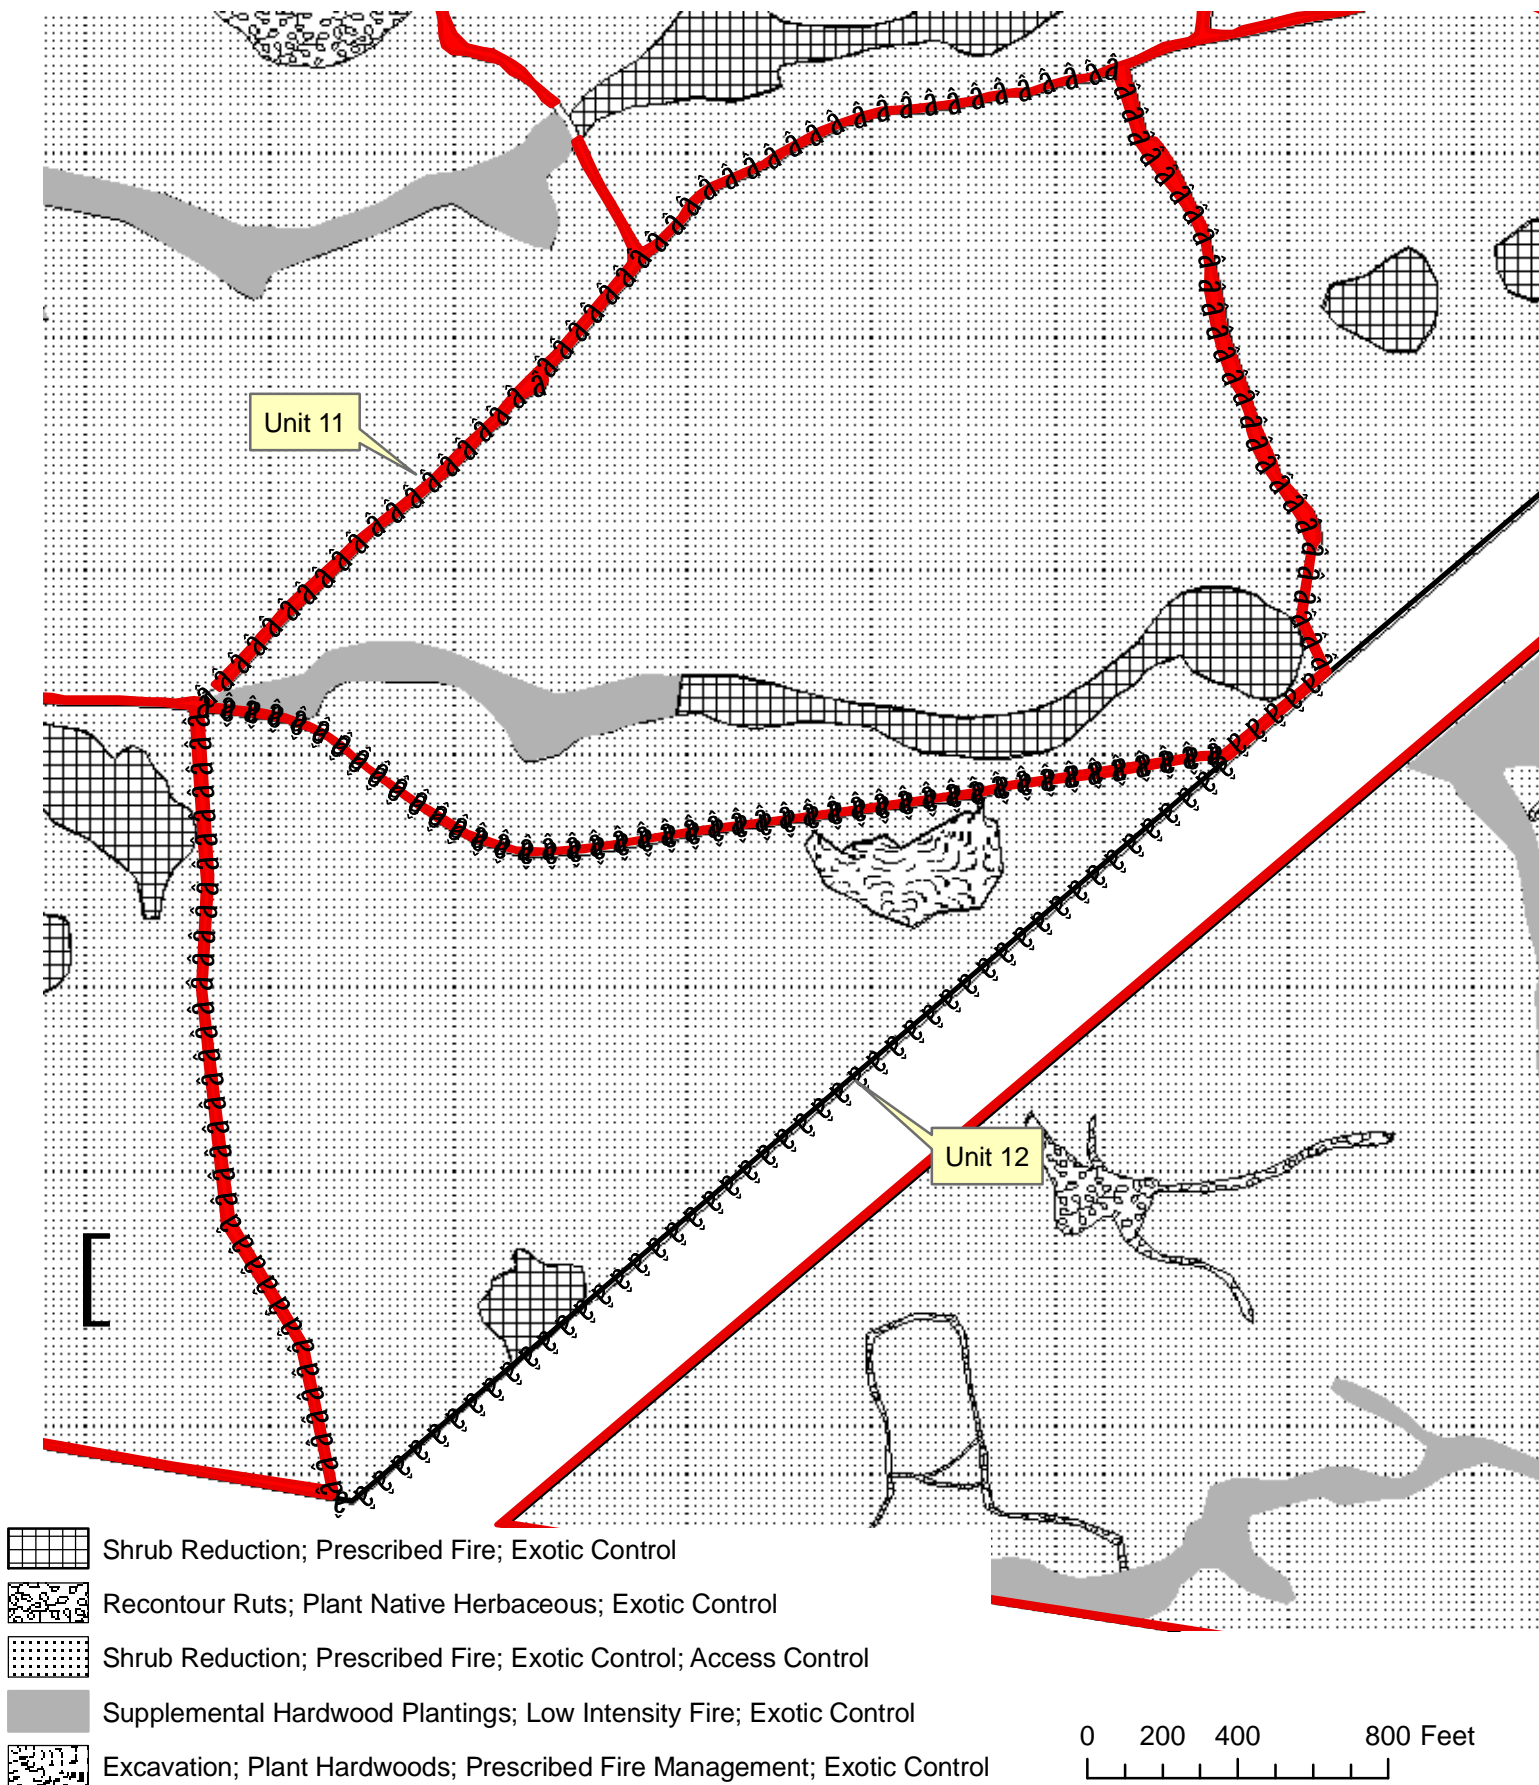 Unit 11
Unit 12
Shrub Reduction; Prescribed Fire; Exotic Control
Recontour Ruts; Plant Native Herbaceous; Exotic Control
Shrub Reduction; Prescribed Fire; Exotic Control; Access Control
Supplemental Hardwood Plantings; Low Intensity Fire; Exotic Control
Excavation; Plant Hardwoods; Prescribed Fire Management; Exotic Control
0 200 400 800 Feet